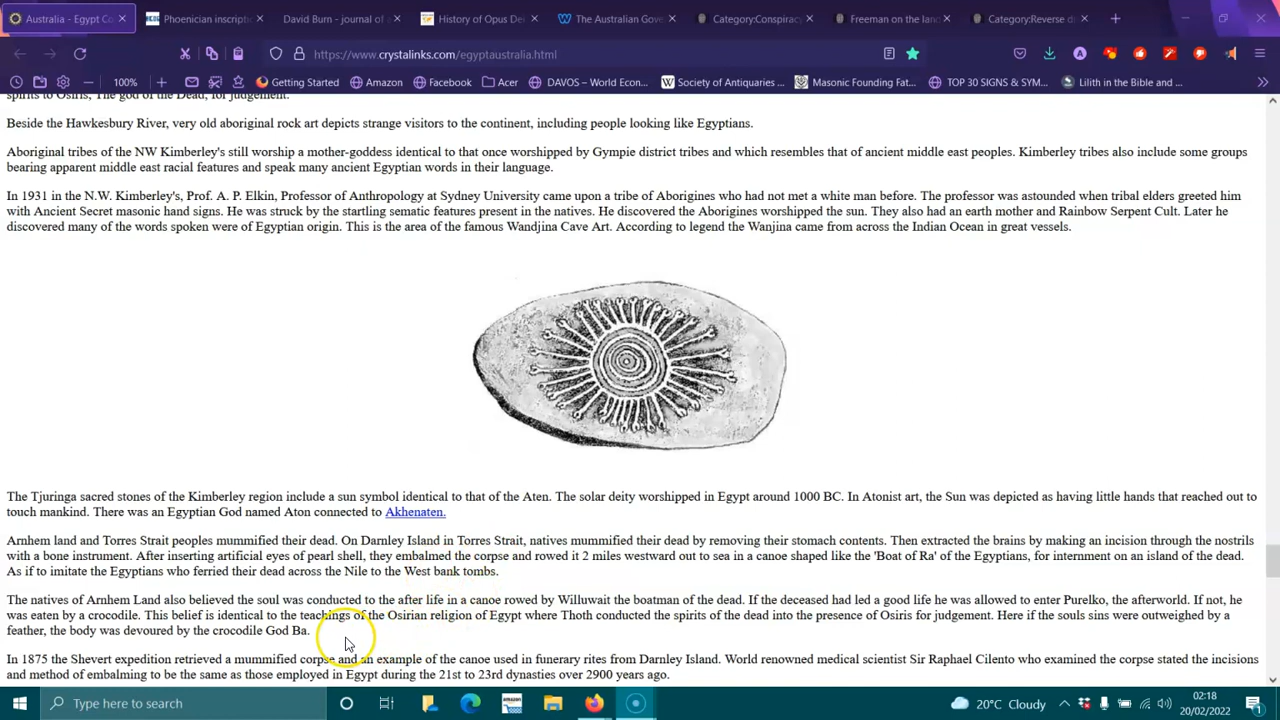 Australia - Egypt Co
Phoenician inscripti
David Burn - journal of
History of Opus Dei
The Australian Gove
Category:Conspirac
Freeman on the lan
Category:Reverse d
https://www.crystalinks.com/egyptaustralia.html
100%
Getting Started
Amazon
Facebook
Acer
DAVOS – World Econ...
Society of Antiquaries ...
Masonic Founding Fat...
TOP 30 SIGNS & SYM...
Lilith in the Bible and ...
spirits to Osiris, The god of the Dead, for judgement.
Beside the Hawkesbury River, very old aboriginal rock art depicts strange visitors to the continent, including people looking like Egyptians.
Aboriginal tribes of the NW Kimberley's still worship a mother-goddess identical to that once worshipped by Gympie district tribes and which resembles that of ancient middle east peoples. Kimberley tribes also include some groups
bearing apparent middle east racial features and speak many ancient Egyptian words in their language.
In 1931 in the N.W. Kimberley's, Prof. A. P. Elkin, Professor of Anthropology at Sydney University came upon a tribe of Aborigines who had not met a white man before. The professor was astounded when tribal elders greeted him
with Ancient Secret masonic hand signs. He was struck by the startling sematic features present in the natives. He discovered the Aborigines worshipped the sun. They also had an earth mother and Rainbow Serpent Cult. Later he
discovered many of the words spoken were of Egyptian origin. This is the area of the famous Wandjina Cave Art. According to legend the Wanjina came from across the Indian Ocean in great vessels.
The Tjuringa sacred stones of the Kimberley region include a sun symbol identical to that of the Aten. The solar deity worshipped in Egypt around 1000 BC. In Atonist art, the Sun was depicted as having little hands that reached out to
touch mankind. There was an Egyptian God named Aton connected to Akhenaten.
Arnhem land and Torres Strait peoples mummified their dead. On Darnley Island in Torres Strait, natives mummified their dead by removing their stomach contents. Then extracted the brains by making an incision through the nostrils
with a bone instrument. After inserting artificial eyes of pearl shell, they embalmed the corpse and rowed it 2 miles westward out to sea in a canoe shaped like the 'Boat of Ra' of the Egyptians, for internment on an island of the dead.
As if to imitate the Egyptians who ferried their dead across the Nile to the West bank tombs.
The natives of Arnhem Land also believed the soul was conducted to the after life in a canoe rowed by Willuwait the boatman of the dead. If the deceased had led a good life he was allowed to enter Purelko, the afterworld. If not, he
was eaten by a crocodile. This belief is identical to the teachings of the Osirian religion of Egypt where Thoth conducted the spirits of the dead into the presence of Osiris for judgement. Here if the souls sins were outweighed by a
feather, the body was devoured by the crocodile God Ba.
In 1875 the Shevert expedition retrieved a mummified corpse and an example of the canoe used in funerary rites from Darnley Island. World renowned medical scientist Sir Raphael Cilento who examined the corpse stated the incisions
and method of embalming to be the same as those employed in Egypt during the 21st to 23rd dynasties over 2900 years ago.
Type here to search
20°C Cloudy
02:18
20/02/2022